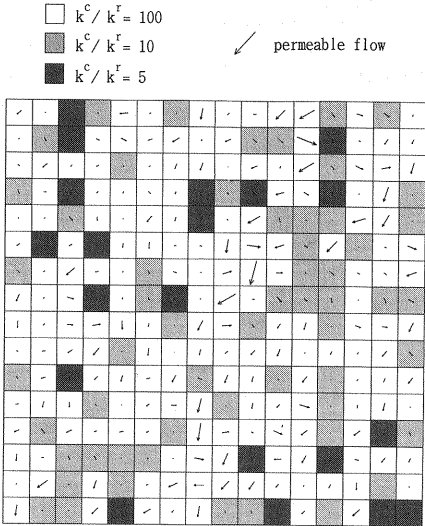 k^c / k^r = 100
k^c / k^r = 10
k^c / k^r = 5
permeable flow